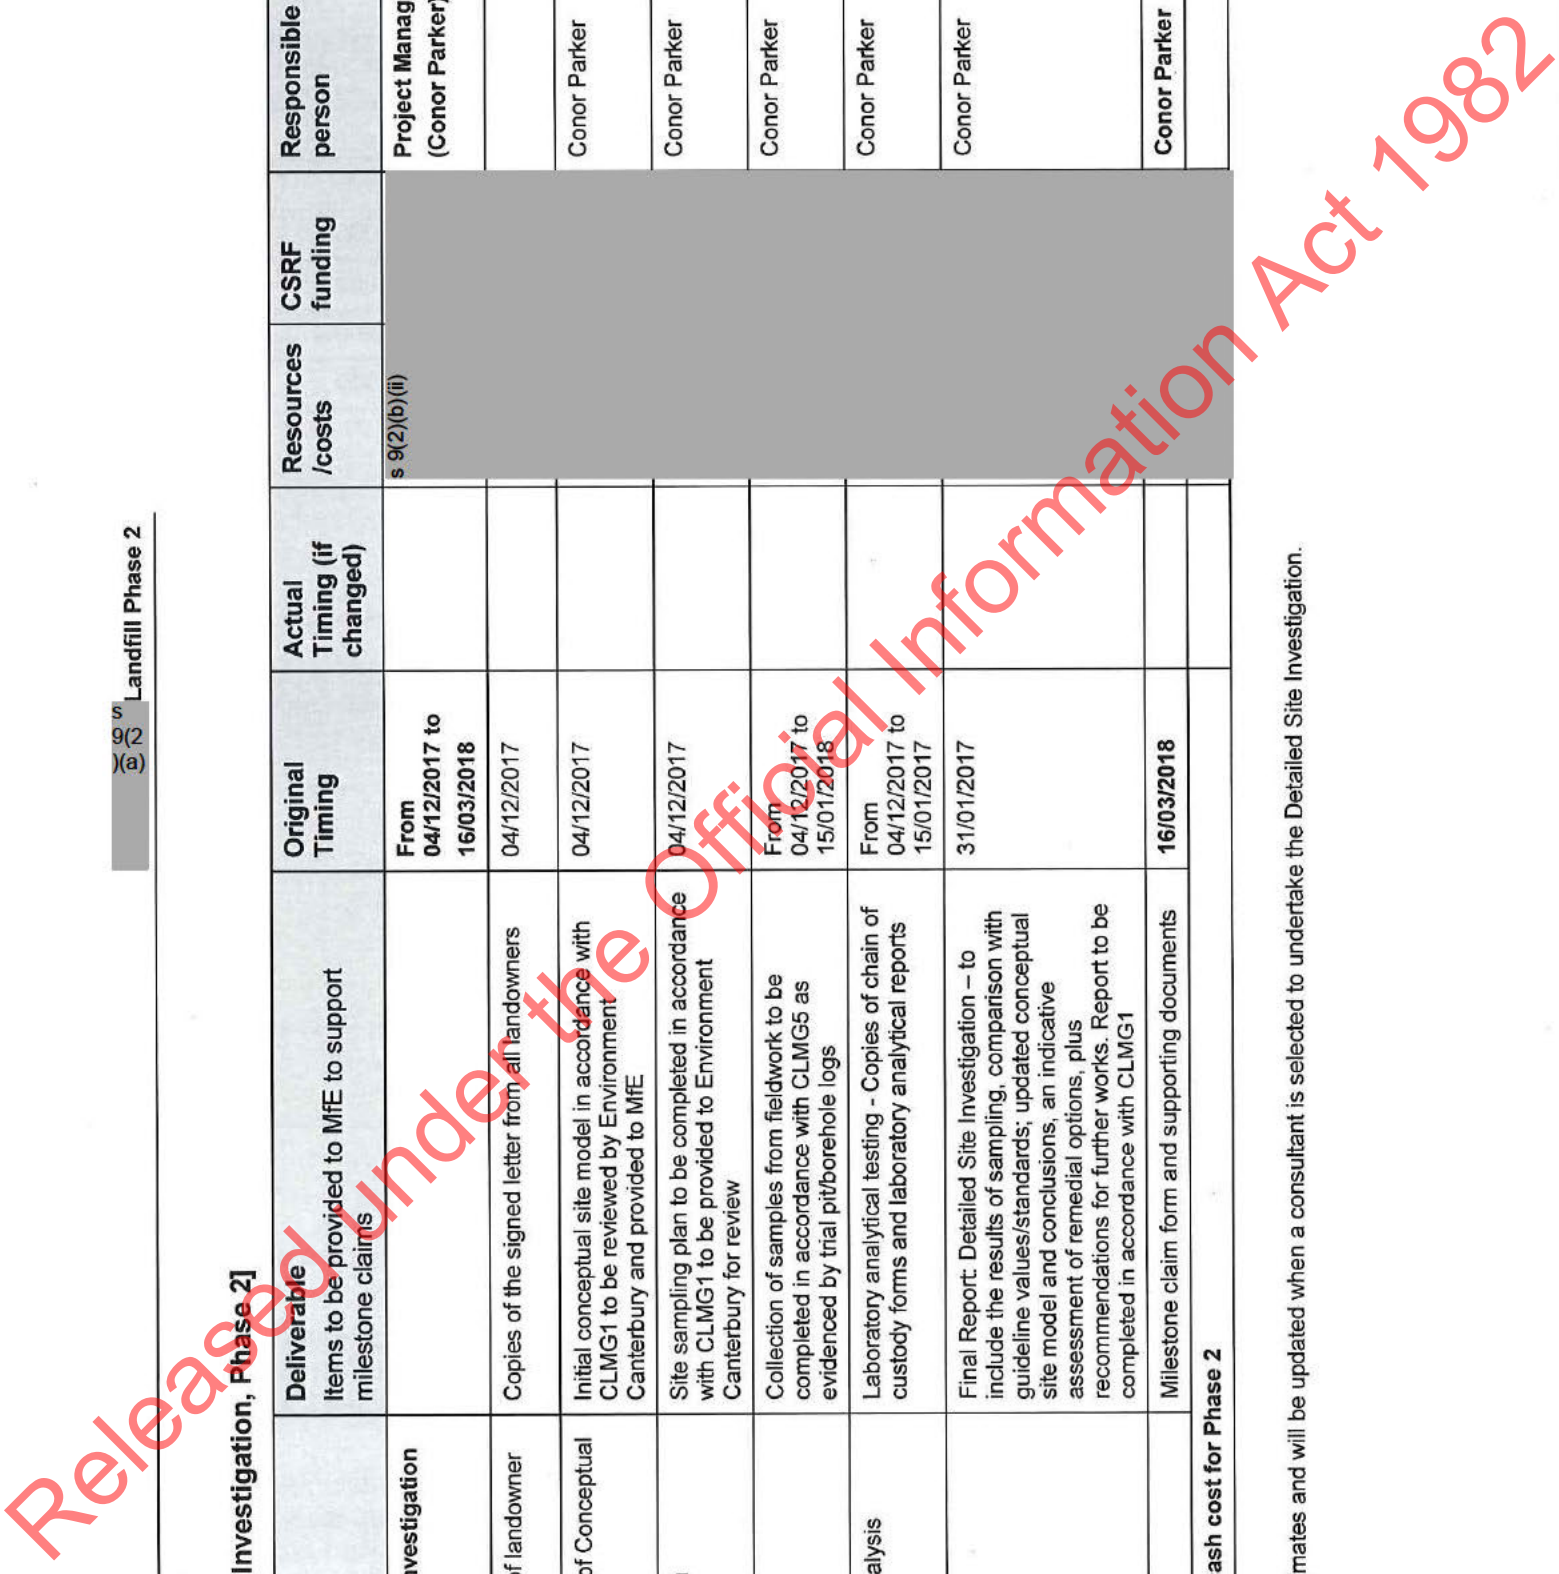 s
9(2
)(a)
Landfill Phase 2
Investigation, Phase 2]
Deliverable
Items to be provided to MfE to support
milestone claims
Original
Timing
Actual
Timing (if
changed)
Resources
/costs
CSRF
funding
Responsible
person
vestigation
From
04/12/2017 to
16/03/2018
s 9(2)(b)(ii)
Project Manag
(Conor Parker)
f landowner
Copies of the signed letter from all landowners
04/12/2017
of Conceptual
Initial conceptual site model in accordance with
CLMG1 to be reviewed by Environment
Canterbury and provided to MfE
04/12/2017
Conor Parker
Site sampling plan to be completed in accordance
with CLMG1 to be provided to Environment
Canterbury for review
04/12/2017
Conor Parker
Collection of samples from fieldwork to be
completed in accordance with CLMG5 as
evidenced by trial pit/borehole logs
From
04/12/2017 to
15/01/2018
Conor Parker
alysis
Laboratory analytical testing - Copies of chain of
custody forms and laboratory analytical reports
From
04/12/2017 to
15/01/2017
Conor Parker
Final Report: Detailed Site Investigation – to
include the results of sampling, comparison with
guideline values/standards; updated conceptual
site model and conclusions, an indicative
assessment of remedial options, plus
recommendations for further works. Report to be
completed in accordance with CLMG1
31/01/2017
Conor Parker
Milestone claim form and supporting documents
16/03/2018
Conor Parker
ash cost for Phase 2
mates and will be updated when a consultant is selected to undertake the Detailed Site Investigation.
Released under the Official Information Act 1982